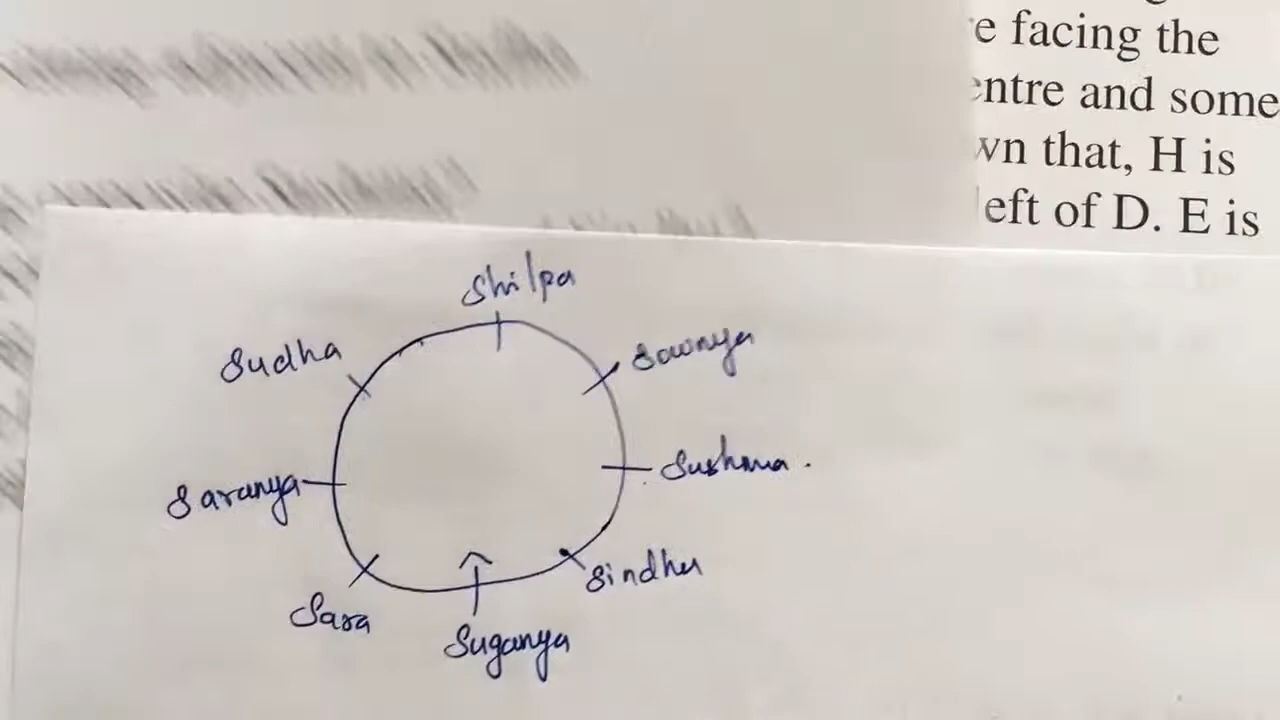 e facing the
entre and some
wn that, H is
left of D. E is
Shilpa
Sudha
Sowmya
Saranya
Sushma.
Sindhu
Sara
Suganya